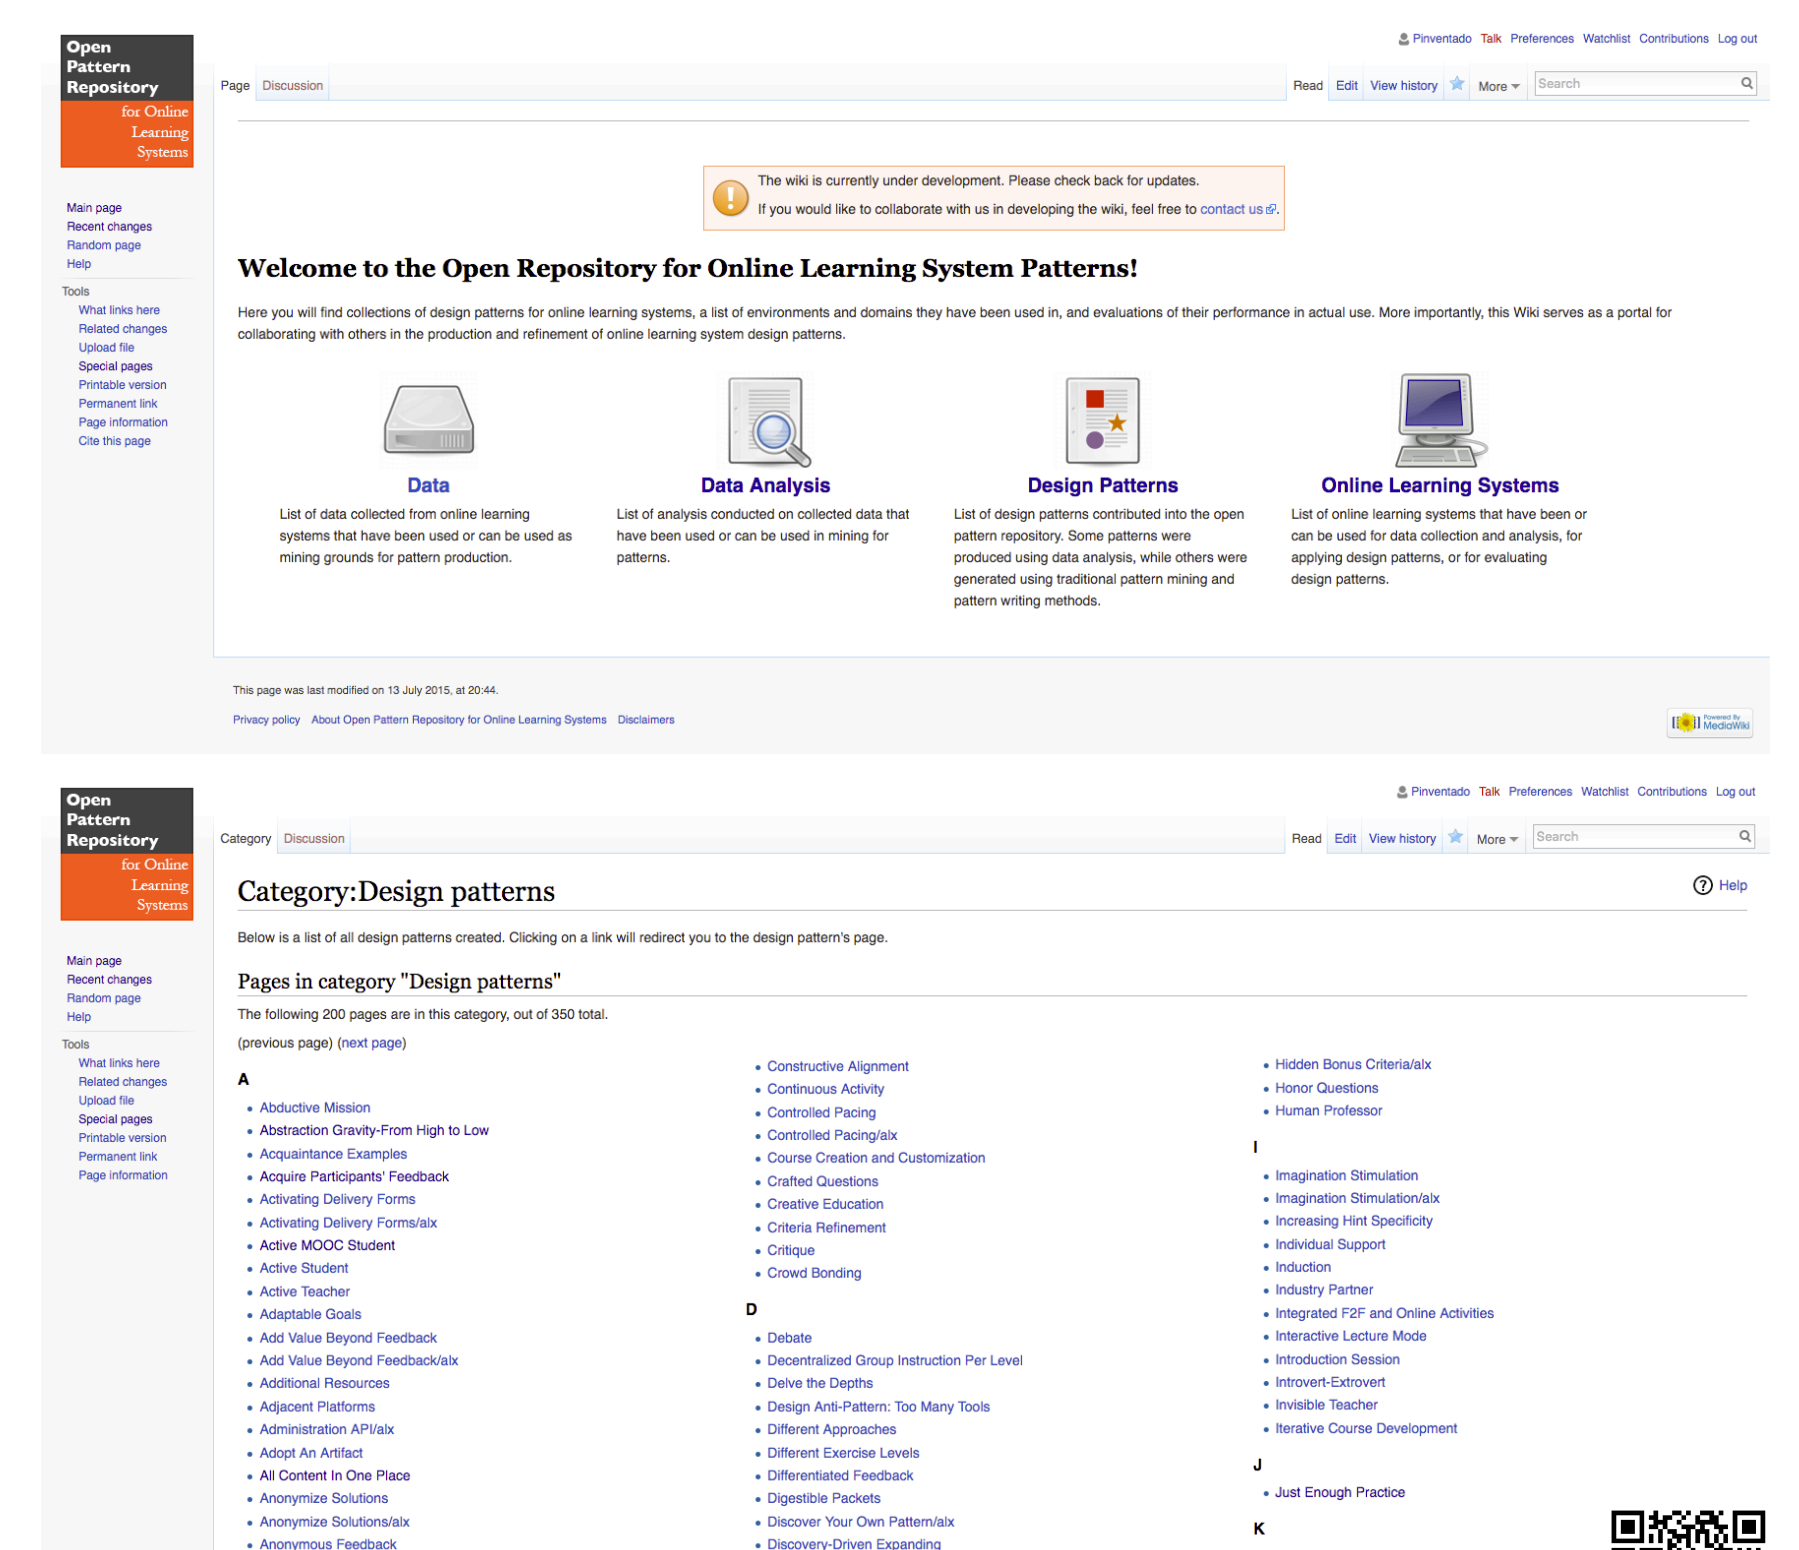 Open
Pattern
Repository
for Online
Learning
Systems
Pinventado Talk Preferences Watchlist Contributions Log out
Page Discussion
Read Edit View history More Search
Main page
Recent changes
Random page
Help
Tools
What links here
Related changes
Upload file
Special pages
Printable version
Permanent link
Page information
Cite this page
The wiki is currently under development. Please check back for updates.
If you would like to collaborate with us in developing the wiki, feel free to contact us.
Welcome to the Open Repository for Online Learning System Patterns!
Here you will find collections of design patterns for online learning systems, a list of environments and domains they have been used in, and evaluations of their performance in actual use. More importantly, this Wiki serves as a portal for
collaborating with others in the production and refinement of online learning system design patterns.
Data
List of data collected from online learning
systems that have been used or can be used as
mining grounds for pattern production.
Data Analysis
List of analysis conducted on collected data that
have been used or can be used in mining for
patterns.
Design Patterns
List of design patterns contributed into the open
pattern repository. Some patterns were
produced using data analysis, while others were
generated using traditional pattern mining and
pattern writing methods.
Online Learning Systems
List of online learning systems that have been or
can be used for data collection and analysis, for
applying design patterns, or for evaluating
design patterns.
This page was last modified on 13 July 2015, at 20:44.
Privacy policy About Open Pattern Repository for Online Learning Systems Disclaimers
Powered By
MediaWiki
Open
Pattern
Repository
for Online
Learning
Systems
Pinventado Talk Preferences Watchlist Contributions Log out
Category Discussion
Read Edit View history More Search
Main page
Recent changes
Random page
Help
Tools
What links here
Related changes
Upload file
Special pages
Printable version
Permanent link
Page information
Category:Design patterns
Help
Below is a list of all design patterns created. Clicking on a link will redirect you to the design pattern's page.
Pages in category "Design patterns"
The following 200 pages are in this category, out of 350 total.
(previous page) (next page)
A
Abductive Mission
Abstraction Gravity-From High to Low
Acquaintance Examples
Acquire Participants' Feedback
Activating Delivery Forms
Activating Delivery Forms/alx
Active MOOC Student
Active Student
Active Teacher
Adaptable Goals
Add Value Beyond Feedback
Add Value Beyond Feedback/alx
Additional Resources
Adjacent Platforms
Administration API/alx
Adopt An Artifact
All Content In One Place
Anonymize Solutions
Anonymize Solutions/alx
Anonymous Feedback
Constructive Alignment
Continuous Activity
Controlled Pacing
Controlled Pacing/alx
Course Creation and Customization
Crafted Questions
Creative Education
Criteria Refinement
Critique
Crowd Bonding
D
Debate
Decentralized Group Instruction Per Level
Delve the Depths
Design Anti-Pattern: Too Many Tools
Different Approaches
Different Exercise Levels
Differentiated Feedback
Digestible Packets
Discover Your Own Pattern/alx
Discovery-Driven Expanding
Hidden Bonus Criteria/alx
Honor Questions
Human Professor
I
Imagination Stimulation
Imagination Stimulation/alx
Increasing Hint Specificity
Individual Support
Induction
Industry Partner
Integrated F2F and Online Activities
Interactive Lecture Mode
Introduction Session
Introvert-Extrovert
Invisible Teacher
Iterative Course Development
J
Just Enough Practice
K